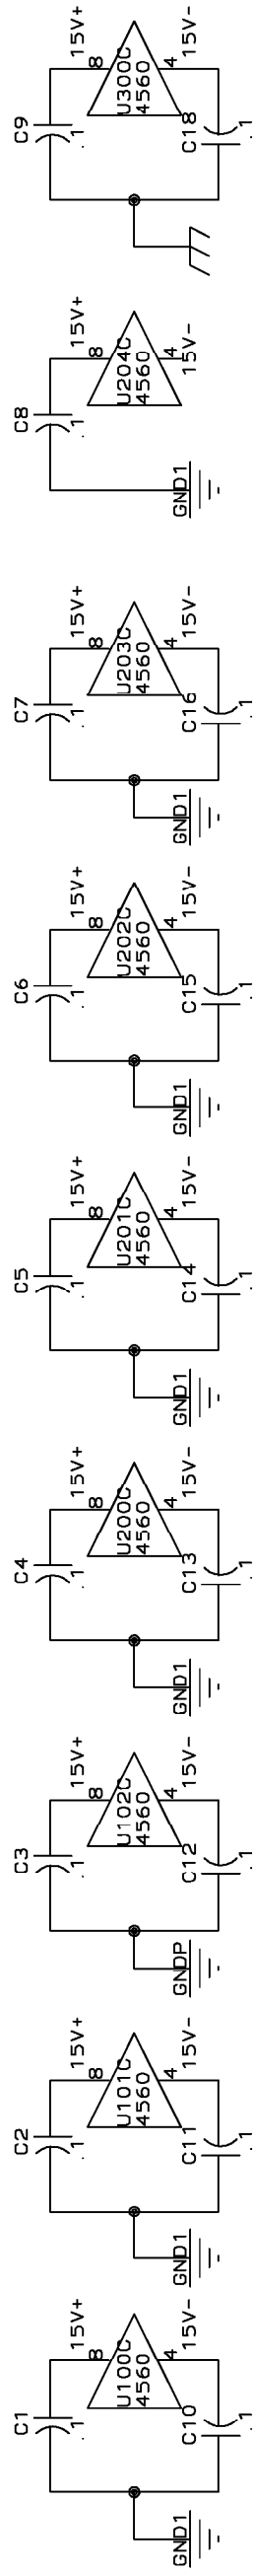 C1
.1
15V+
8
U100C
4560
4
15V-
C10
.1
GND1
C2
.1
15V+
8
U101C
4560
4
15V-
C11
.1
GND1
C3
.1
15V+
8
U102C
4560
4
15V-
C12
.1
GNDP
C4
.1
15V+
8
U200C
4560
4
15V-
C13
.1
GND1
C5
.1
15V+
8
U201C
4560
4
15V-
C14
.1
GND1
C6
.1
15V+
8
U202C
4560
4
15V-
C15
.1
GND1
C7
.1
15V+
8
U203C
4560
4
15V-
C16
.1
GND1
C8
.1
15V+
8
U204C
4560
4
15V-
GND1
C9
.1
15V+
8
U300C
4560
4
15V-
C18
.1